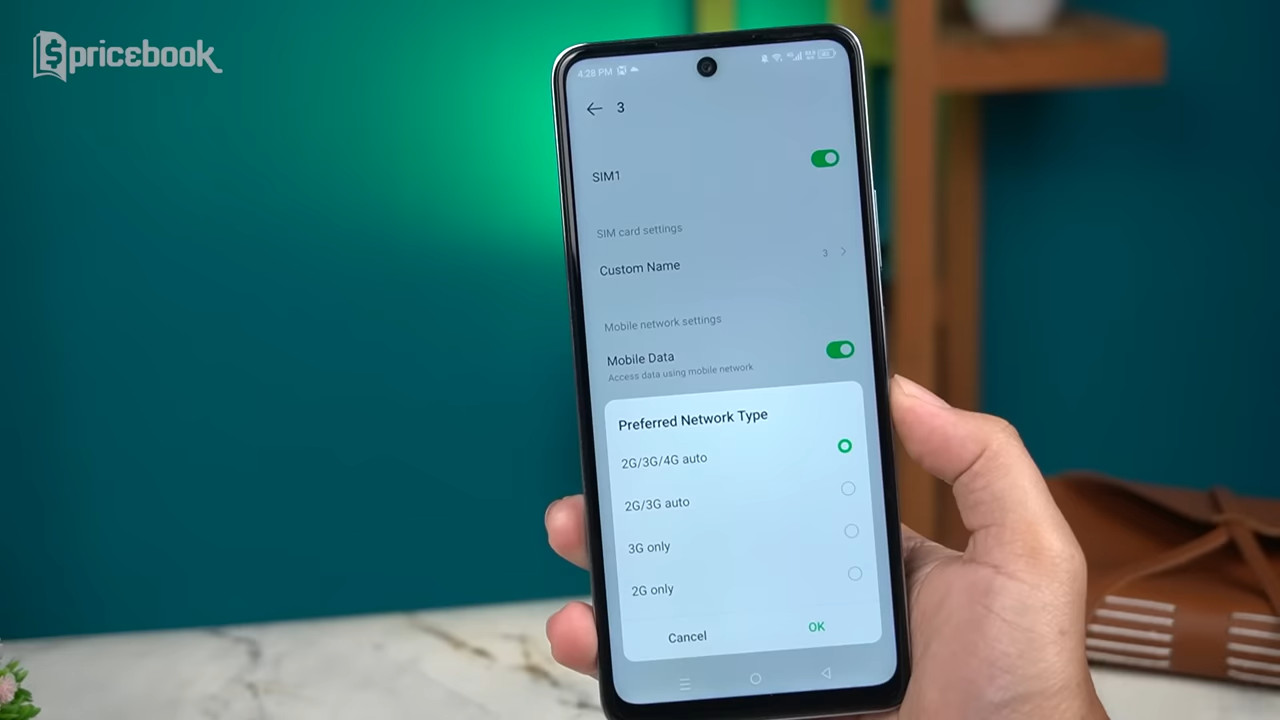 pricebook
4:28 PM
3
SIM1
SIM card settings
Custom Name 3
Mobile network settings
Mobile Data
Access data using mobile network
Preferred Network Type
2G/3G/4G auto
2G/3G auto
3G only
2G only
Cancel OK